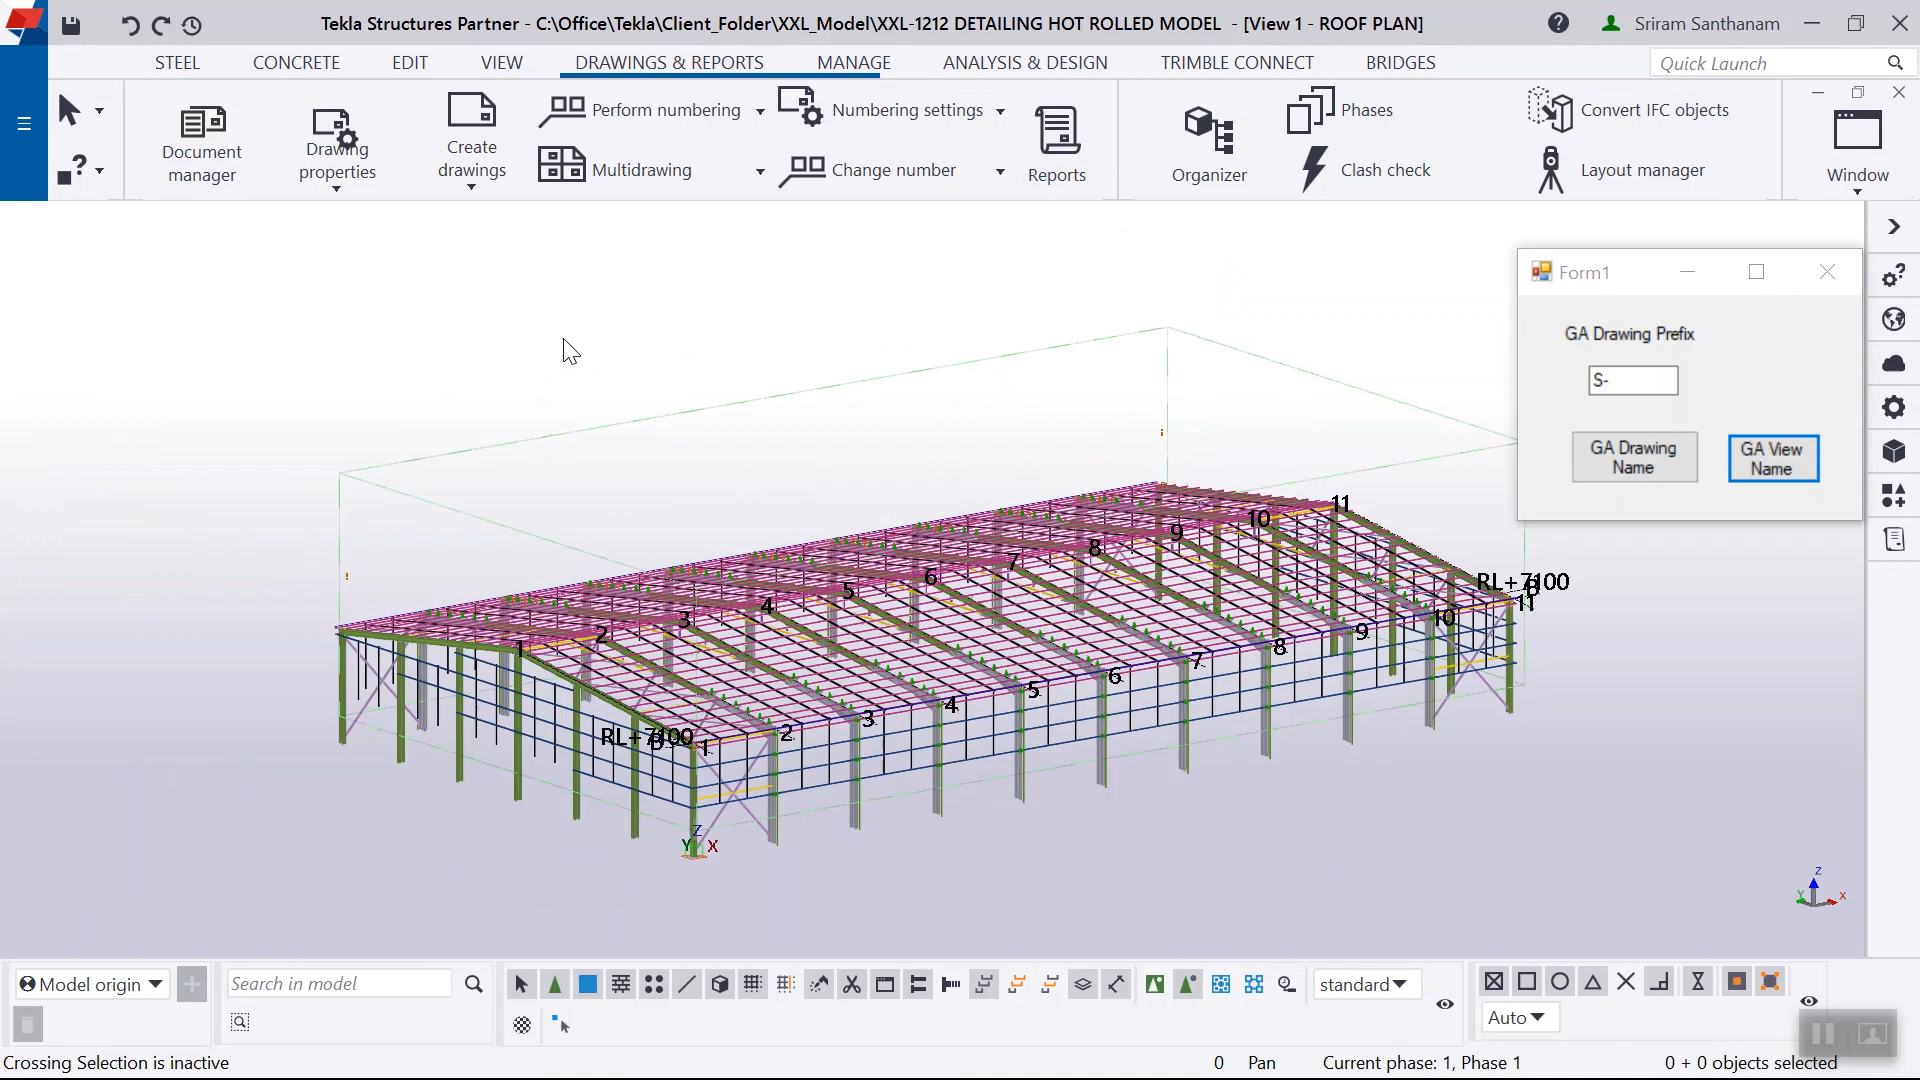 Tekla Structures Partner - C:\Office\Tekla\Client_Folder\XXL_Model\XXL-1212 DETAILING HOT ROLLED MODEL - [View 1 - ROOF PLAN]
Sriram Santhanam
STEEL CONCRETE EDIT VIEW DRAWINGS & REPORTS MANAGE ANALYSIS & DESIGN TRIMBLE CONNECT BRIDGES
Quick Launch
Document manager
Drawing properties
Create drawings
Perform numbering
Multidrawing
Numbering settings
Change number
Reports
Organizer
Phases
Clash check
Convert IFC objects
Layout manager
Window
Form1
GA Drawing Prefix
S-
GA Drawing
Name
GA View
Name
11
10
9
8
7
6
5
4
3
2
1
RL+7100
11
10
9
8
7
6
5
4
3
2
1
Z
Y X
Z
Y X
Model origin
Search in model
standard
Auto
Crossing Selection is inactive
0 Pan Current phase: 1, Phase 1 0 + 0 objects selected